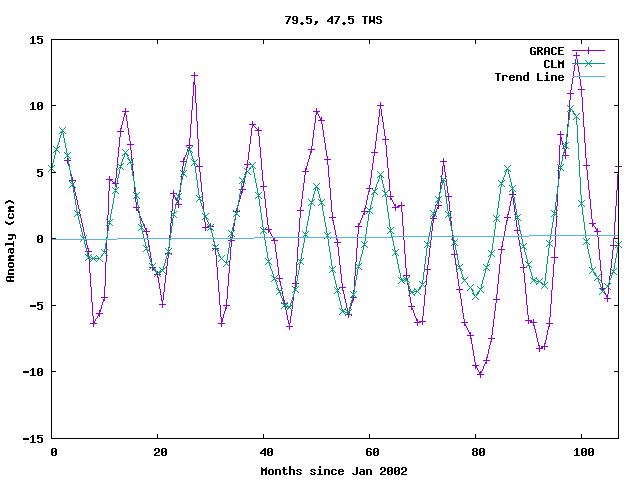 79.5, 47.5 TWS
GRACE
CLM
Trend Line
15
10
5
0
-5
-10
-15
Anomaly (cm)
0 20 40 60 80 100
Months since Jan 2002